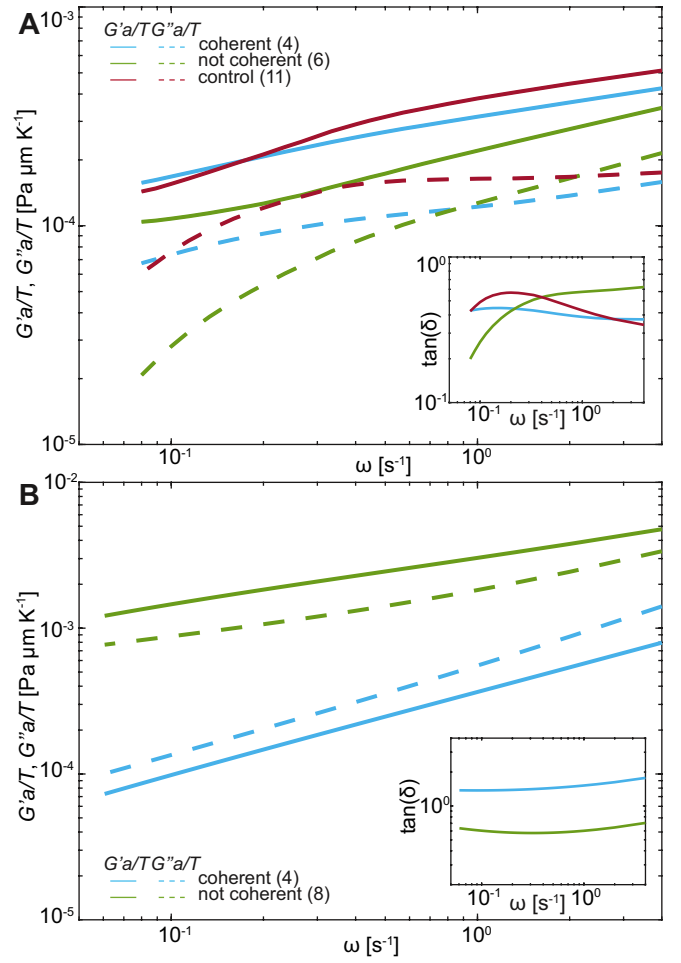 A
10⁻³
G'a/T G"a/T
coherent (4)
not coherent (6)
control (11)
G'a/T, G"a/T [Pa μm K⁻¹]
10⁻⁴
10⁻⁵
10⁰
tan(δ)
10⁻¹
10⁻¹ ω [s⁻¹] 10⁰
10⁻¹ ω [s⁻¹] 10⁰
B
10⁻²
G'a/T, G"a/T [Pa μm K⁻¹]
10⁻³
10⁻⁴
tan(δ)
10⁰
10⁻¹ ω [s⁻¹] 10⁰
G'a/T G"a/T
coherent (4)
not coherent (8)
10⁻⁵
10⁻¹ ω [s⁻¹] 10⁰